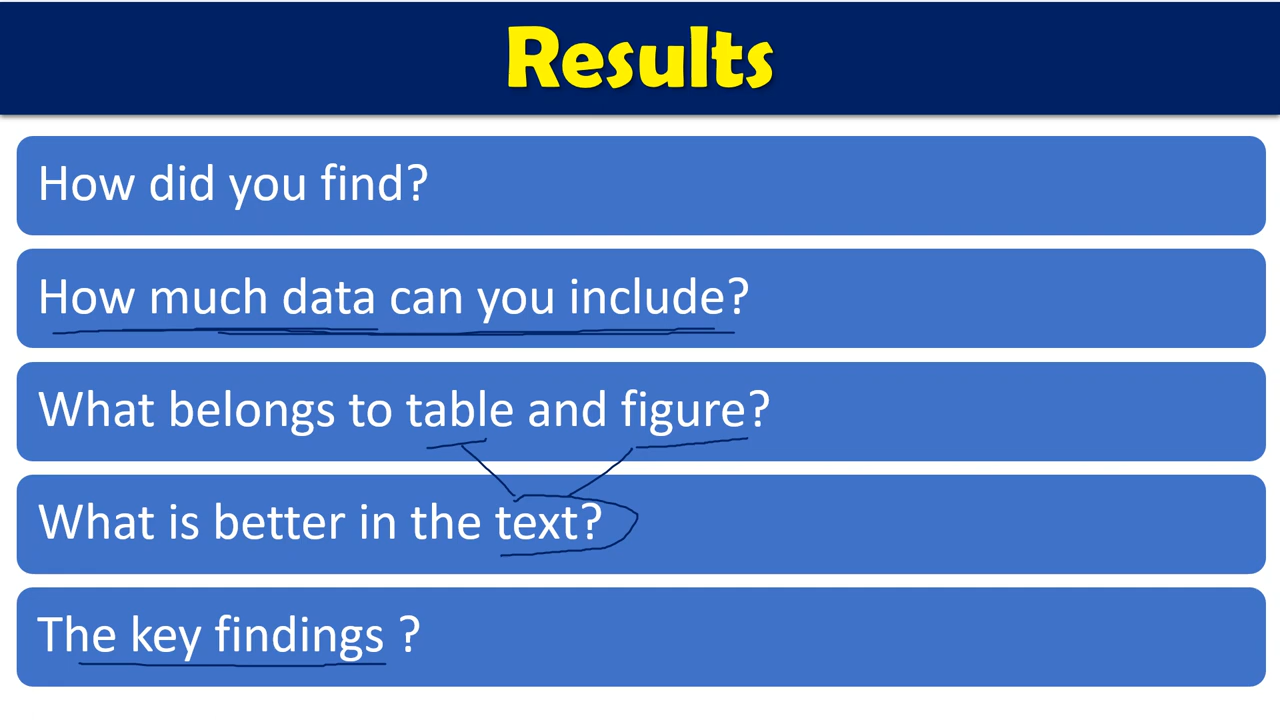 Results
How did you find?
How much data can you include?
What belongs to table and figure?
What is better in the text?
The key findings ?